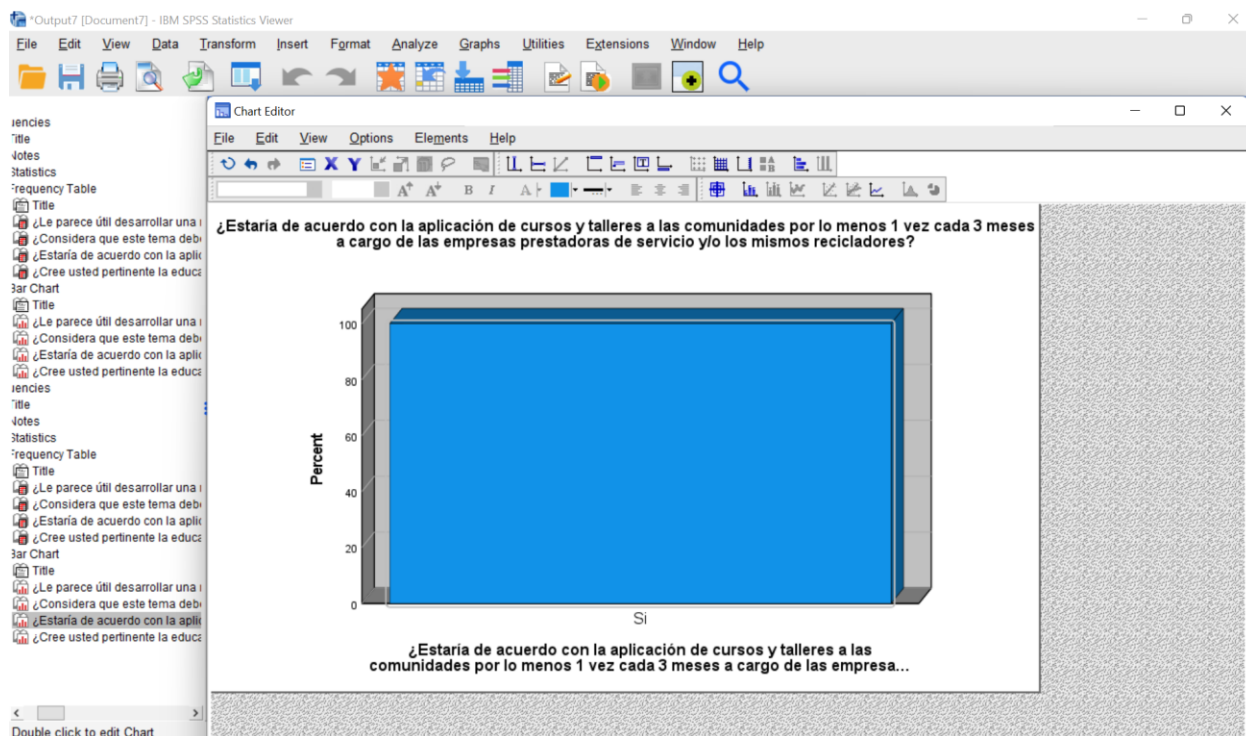 *Output7 [Document7] - IBM SPSS Statistics Viewer
File Edit View Data Transform Insert Format Analyze Graphs Utilities Extensions Window Help
Chart Editor
File Edit View Options Elements Help
iencies
Title
Notes
Statistics
Frequency Table
Title
¿Le parece útil desarrollar una
¿Considera que este tema deb
¿Estaría de acuerdo con la aplic
¿Cree usted pertinente la educa
Bar Chart
Title
¿Le parece útil desarrollar una
¿Considera que este tema deb
¿Estaría de acuerdo con la aplic
¿Cree usted pertinente la educa
iencies
Title
Notes
Statistics
Frequency Table
Title
¿Le parece útil desarrollar una
¿Considera que este tema deb
¿Estaría de acuerdo con la aplic
¿Cree usted pertinente la educa
Bar Chart
Title
¿Le parece útil desarrollar una
¿Considera que este tema deb
¿Estaría de acuerdo con la aplic
¿Cree usted pertinente la educa
Double click to edit Chart
X Y
A A B I A
¿Estaría de acuerdo con la aplicación de cursos y talleres a las comunidades por lo menos 1 vez cada 3 meses
a cargo de las empresas prestadoras de servicio y/o los mismos recicladores?
Percent
100
80
60
40
20
0
Si
¿Estaría de acuerdo con la aplicación de cursos y talleres a las
comunidades por lo menos 1 vez cada 3 meses a cargo de las empresa...